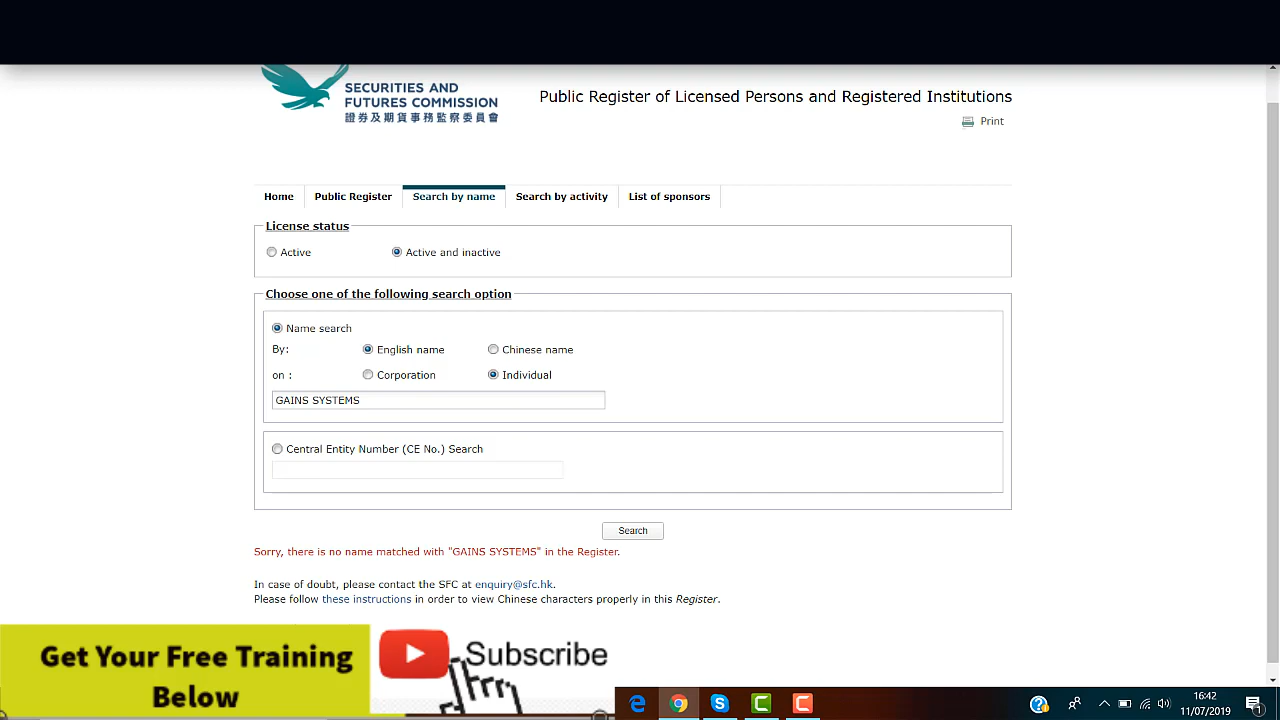 SECURITIES AND
FUTURES COMMISSION
證券及期貨事務監察委員會
Public Register of Licensed Persons and Registered Institutions
Print
Home Public Register Search by name Search by activity List of sponsors
License status
Active Active and inactive
Choose one of the following search option
Name search
By: English name Chinese name
on : Corporation Individual
GAINS SYSTEMS
Central Entity Number (CE No.) Search
Search
Sorry, there is no name matched with "GAINS SYSTEMS" in the Register.
In case of doubt, please contact the SFC at enquiry@sfc.hk.
Please follow these instructions in order to view Chinese characters properly in this Register.
Get Your Free Training
Below
Subscribe
16:42
11/07/2019